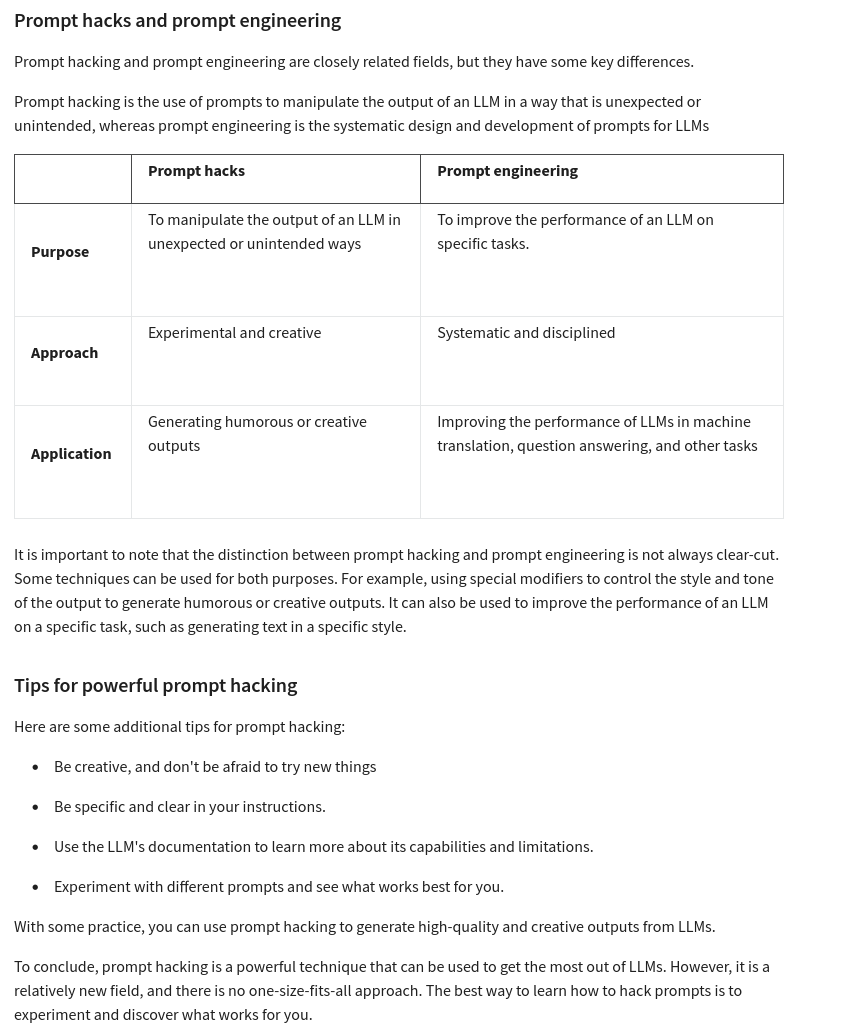 Prompt hacks and prompt engineering
Prompt hacking and prompt engineering are closely related fields, but they have some key differences.
Prompt hacking is the use of prompts to manipulate the output of an LLM in a way that is unexpected or
unintended, whereas prompt engineering is the systematic design and development of prompts for LLMs
Prompt hacks
Prompt engineering
Purpose
To manipulate the output of an LLM in
unexpected or unintended ways
To improve the performance of an LLM on
specific tasks.
Approach
Experimental and creative
Systematic and disciplined
Application
Generating humorous or creative
outputs
Improving the performance of LLMs in machine
translation, question answering, and other tasks
It is important to note that the distinction between prompt hacking and prompt engineering is not always clear-cut.
Some techniques can be used for both purposes. For example, using special modifiers to control the style and tone
of the output to generate humorous or creative outputs. It can also be used to improve the performance of an LLM
on a specific task, such as generating text in a specific style.
Tips for powerful prompt hacking
Here are some additional tips for prompt hacking:
• Be creative, and don't be afraid to try new things
• Be specific and clear in your instructions.
• Use the LLM's documentation to learn more about its capabilities and limitations.
• Experiment with different prompts and see what works best for you.
With some practice, you can use prompt hacking to generate high-quality and creative outputs from LLMs.
To conclude, prompt hacking is a powerful technique that can be used to get the most out of LLMs. However, it is a
relatively new field, and there is no one-size-fits-all approach. The best way to learn how to hack prompts is to
experiment and discover what works for you.